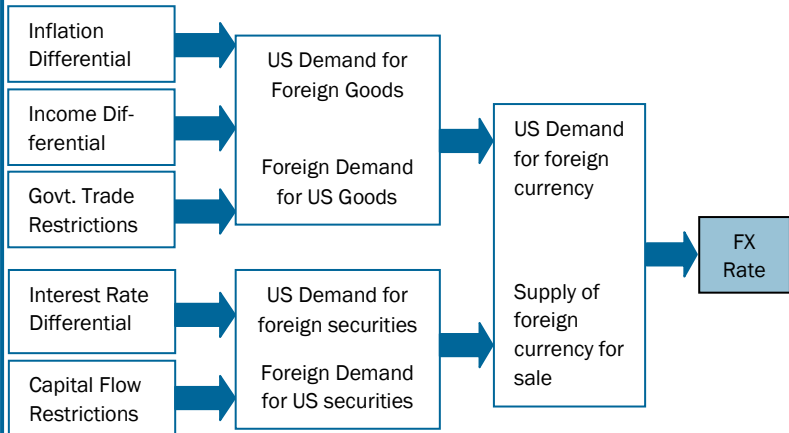 Inflation
Differential
Income Dif-
ferential
Govt. Trade
Restrictions
Interest Rate
Differential
Capital Flow
Restrictions
US Demand for
Foreign Goods
Foreign Demand
for US Goods
US Demand for
foreign securities
Foreign Demand
for US securities
US Demand
for foreign
currency
Supply of
foreign
currency for
sale
FX
Rate